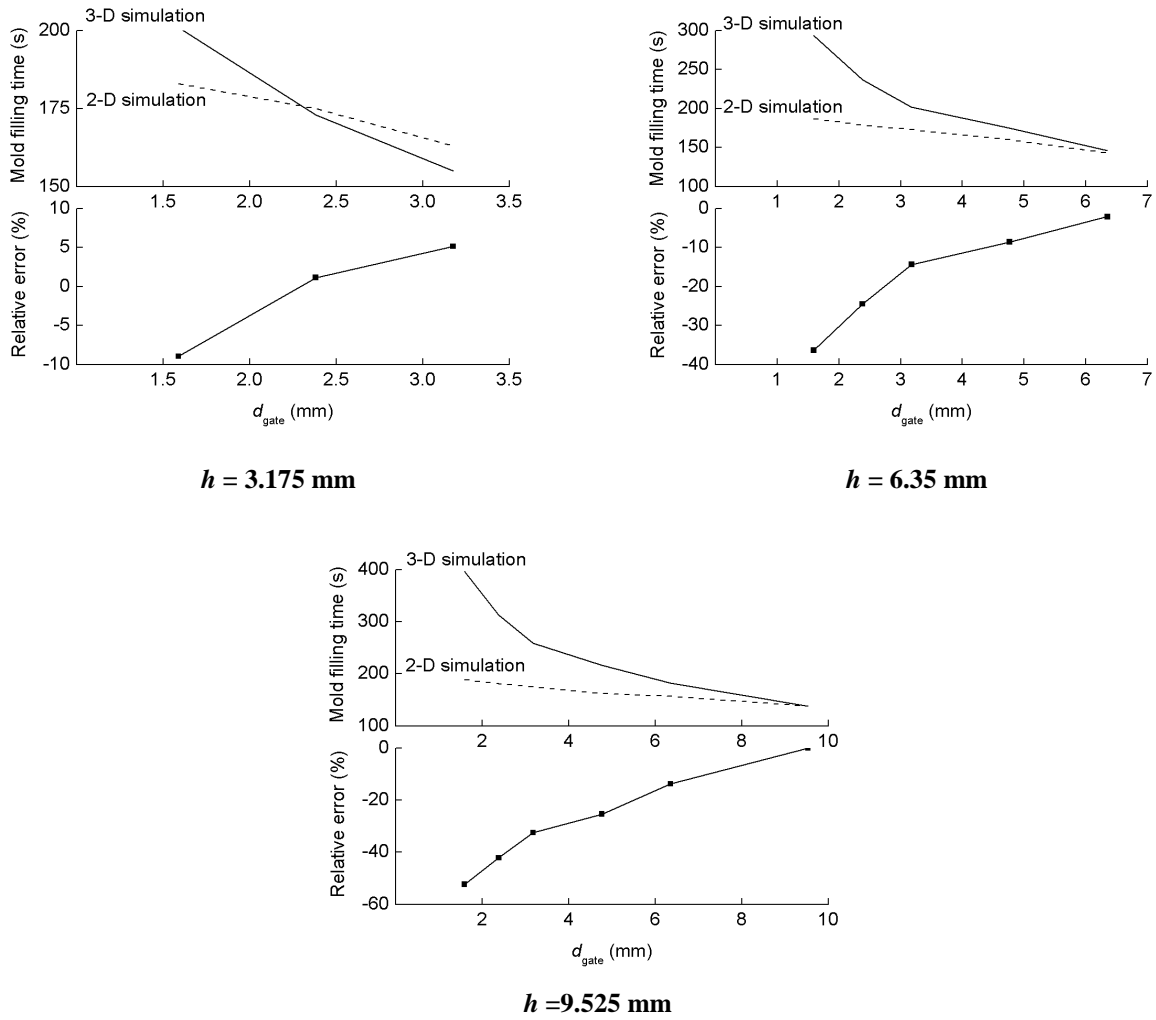 3-D simulation
2-D simulation
Mold filling time (s)
200
175
150
1.5 2.0 2.5 3.0 3.5
Relative error (%)
10
5
0
-5
-10
1.5 2.0 2.5 3.0 3.5
dgate (mm)
h = 3.175 mm
3-D simulation
2-D simulation
Mold filling time (s)
300
250
200
150
100
1 2 3 4 5 6 7
Relative error (%)
0
-10
-20
-30
-40
1 2 3 4 5 6 7
dgate (mm)
h = 6.35 mm
3-D simulation
2-D simulation
Mold filling time (s)
400
300
200
100
2 4 6 8 10
Relative error (%)
0
-20
-40
-60
2 4 6 8 10
dgate (mm)
h =9.525 mm